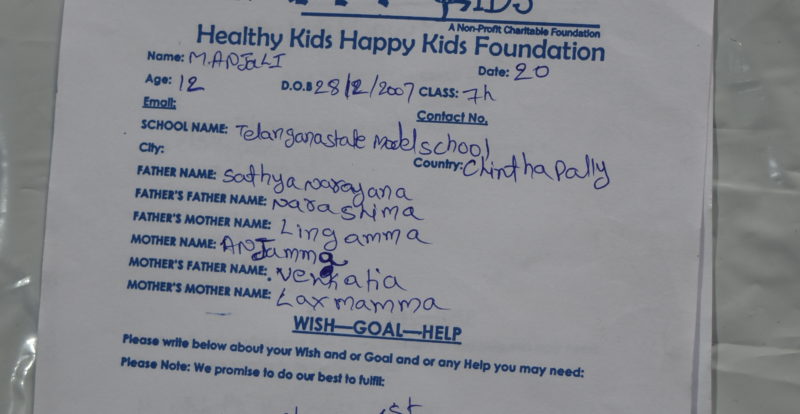 KIDS
A Non-Profit Charitable Foundation
Healthy Kids Happy Kids Foundation
Name: M.ANJALI Date: 20
Age: 12 D.O.B 28/2/2007 CLASS: 7h
Email: Contact No.
SCHOOL NAME: Telanganastate Modelschool
City: Country: Chinthapally
FATHER NAME: Sathyanarayana
FATHER'S FATHER NAME: Narashima
FATHER'S MOTHER NAME: Lingamma
MOTHER NAME: ANJamma
MOTHER'S FATHER NAME: Venkatia
MOTHER'S MOTHER NAME: Laxmamma
WISH—GOAL—HELP
Please write below about your Wish and or Goal and or any Help you may need:
Please Note: We promise to do our best to fulfil: